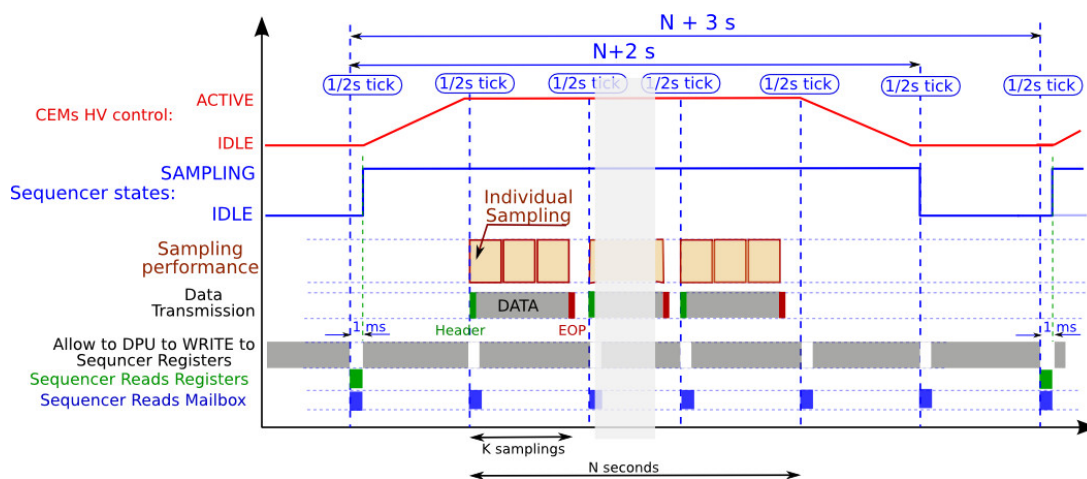 N + 3 s
N+2 s
1/2s tick 1/2s tick 1/2s tick 1/2s tick 1/2s tick 1/2s tick 1/2s tick
ACTIVE
CEMs HV control:
IDLE
SAMPLING
Sequencer states:
IDLE
Individual
Sampling
Sampling
performance
Data
Transmission
DATA
Header
EOP
1 ms
1 ms
Allow to DPU to WRITE to
Sequncer Registers
Sequencer Reads Registers
Sequencer Reads Mailbox
K samplings
N seconds